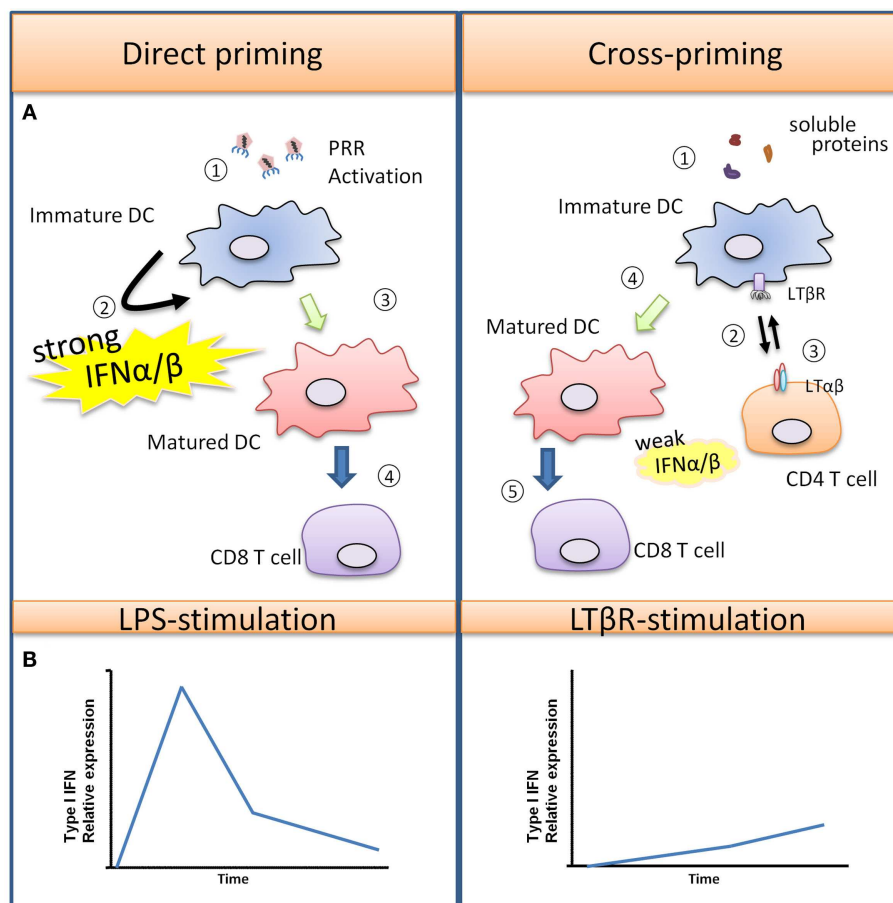 Direct priming
Cross-priming
A
①
PRR
Activation
Immature DC
②
strong
IFNα/β
③
Matured DC
④
CD8 T cell
soluble
proteins
①
Immature DC
④
LTβR
②
③
LTαβ
Matured DC
weak
IFNα/β
CD4 T cell
⑤
CD8 T cell
LPS-stimulation
LTβR-stimulation
B
Type I IFN
Relative expression
Time
Type I IFN
Relative expression
Time